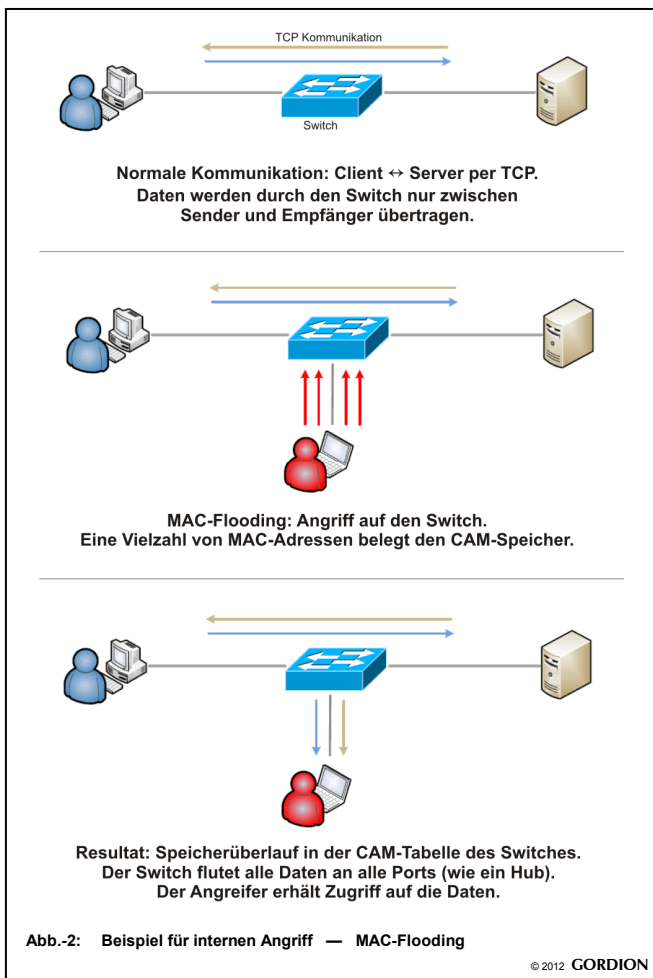 TCP Kommunikation
Switch
Normale Kommunikation: Client ↔ Server per TCP.
Daten werden durch den Switch nur zwischen
Sender und Empfänger übertragen.
MAC-Flooding: Angriff auf den Switch.
Eine Vielzahl von MAC-Adressen belegt den CAM-Speicher.
Resultat: Speicherüberlauf in der CAM-Tabelle des Switches.
Der Switch flutet alle Daten an alle Ports (wie ein Hub).
Der Angreifer erhält Zugriff auf die Daten.
Abb.-2: Beispiel für internen Angriff — MAC-Flooding
© 2012 GORDION